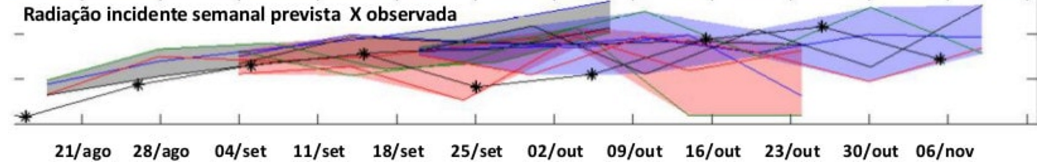 Radiação incidente semanal prevista X observada
21/ago 28/ago 04/set 11/set 18/set 25/set 02/out 09/out 16/out 23/out 30/out 06/nov